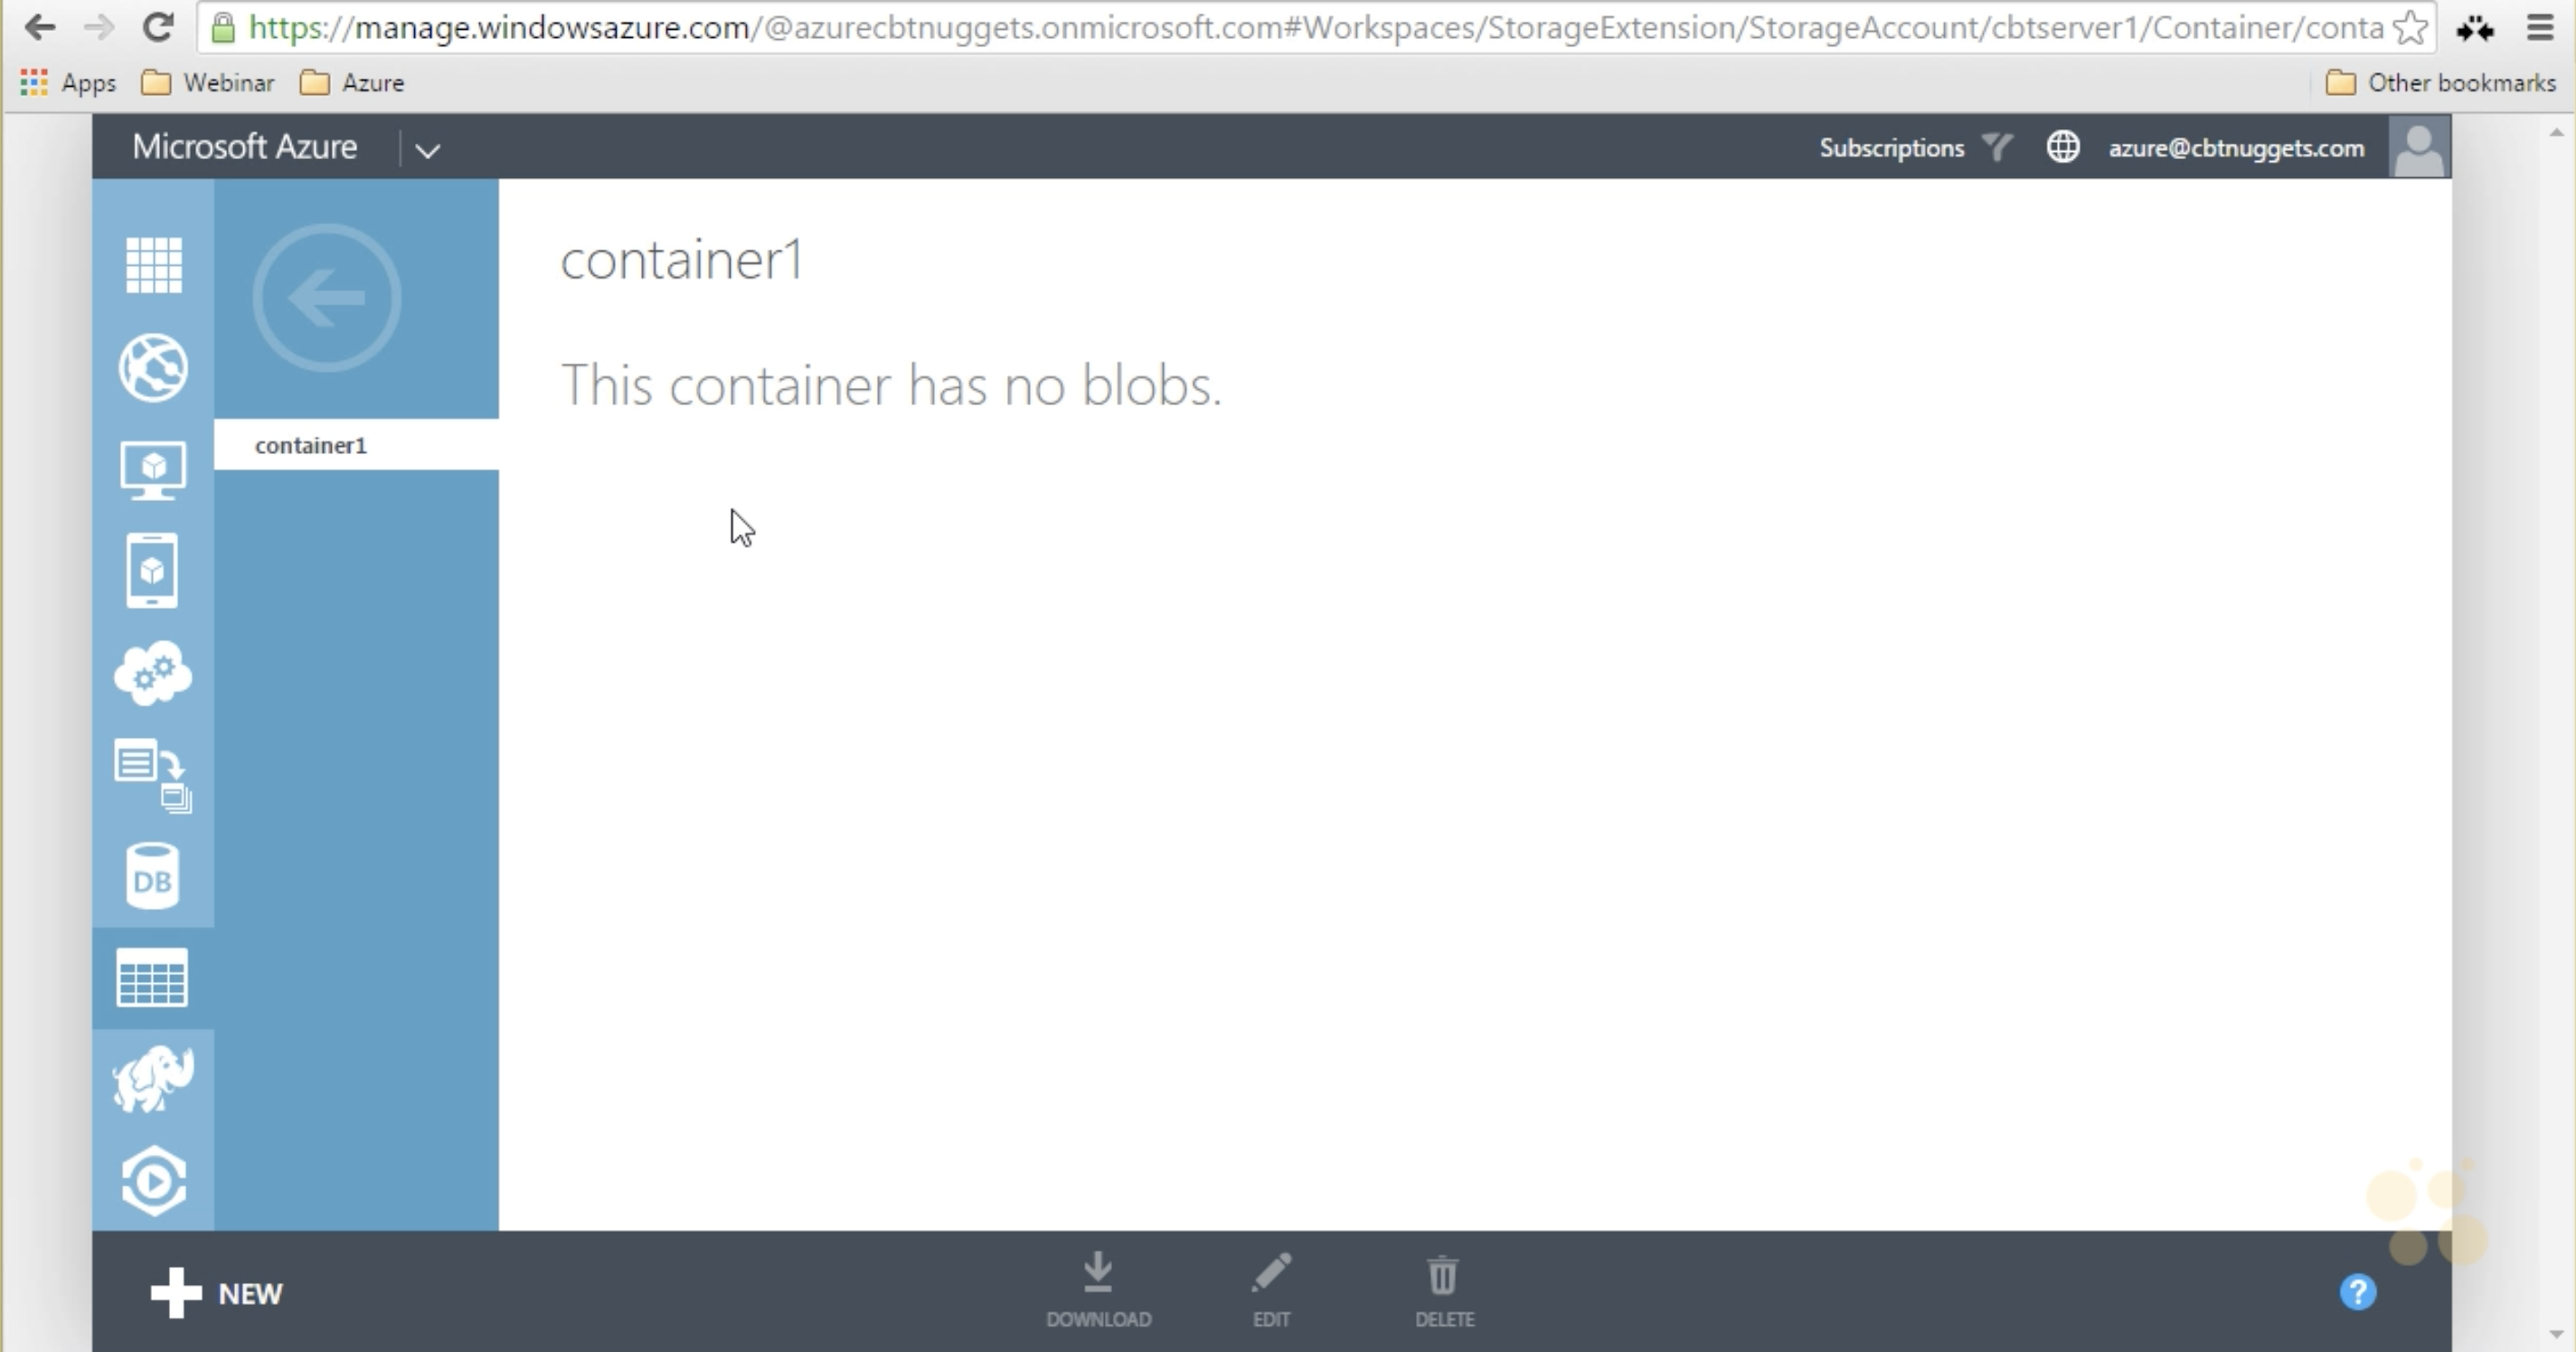 https://manage.windowsazure.com/@azurecbtnuggets.onmicrosoft.com#Workspaces/StorageExtension/StorageAccount/cbtserver1/Container/conta
Apps Webinar Azure Other bookmarks
Microsoft Azure Subscriptions azure@cbtnuggets.com
container1
This container has no blobs.
container1
DB
NEW DOWNLOAD EDIT DELETE ?